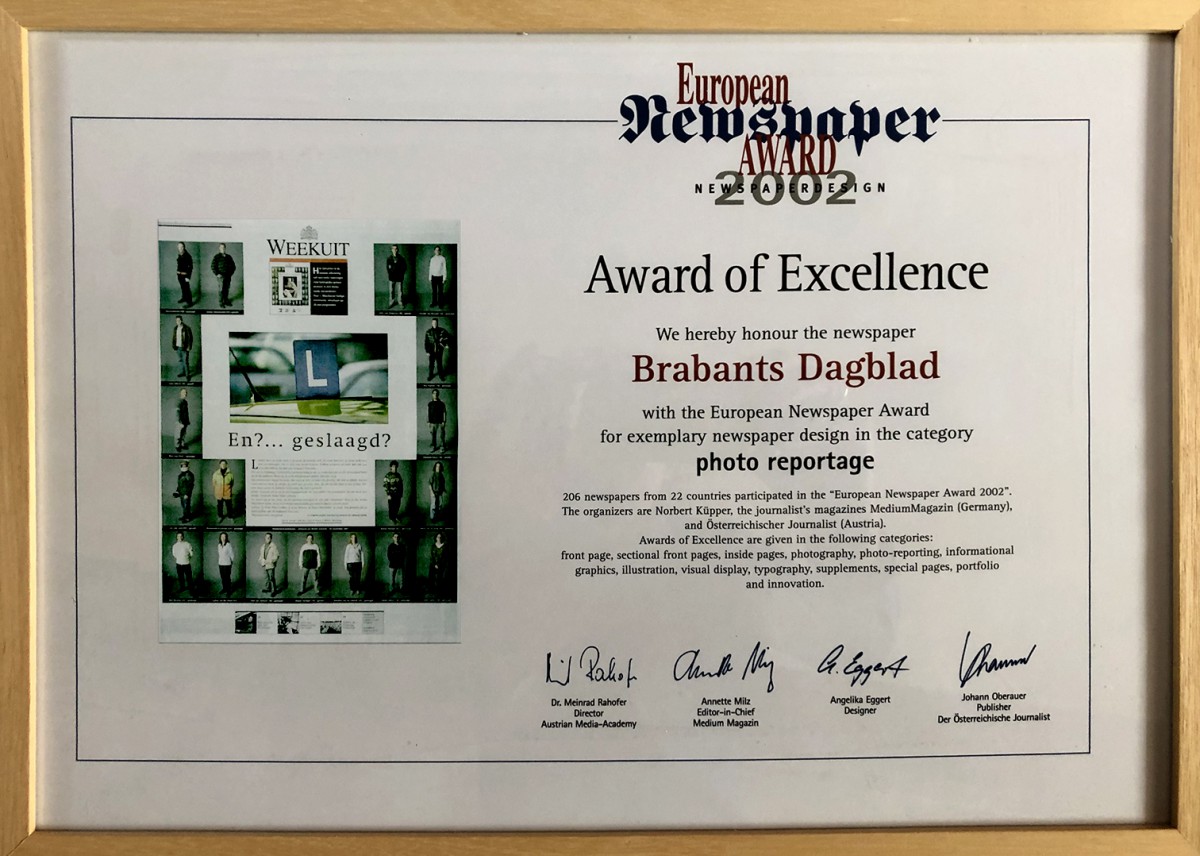 European
Newspaper
AWARD
2002
NEWSPAPERDESIGN
WEEKUIT
L
En?... geslaagd?
Award of Excellence
We hereby honour the newspaper
Brabants Dagblad
with the European Newspaper Award
for exemplary newspaper design in the category
photo reportage
206 newspapers from 22 countries participated in the “European Newspaper Award 2002”.
The organizers are Norbert Küpper, the journalist’s magazines MediumMagazin (Germany),
and Österreichischer Journalist (Austria).
Awards of Excellence are given in the following categories:
front page, sectional front pages, inside pages, photography, photo-reporting, informational
graphics, illustration, visual display, typography, supplements, special pages, portfolio
and innovation.
A. Eggert
Dr. Meinrad Rahofer
Director
Austrian Media-Academy
Annette Milz
Editor-in-Chief
Medium Magazin
Angelika Eggert
Designer
Johann Oberauer
Publisher
Der Österreichische Journalist